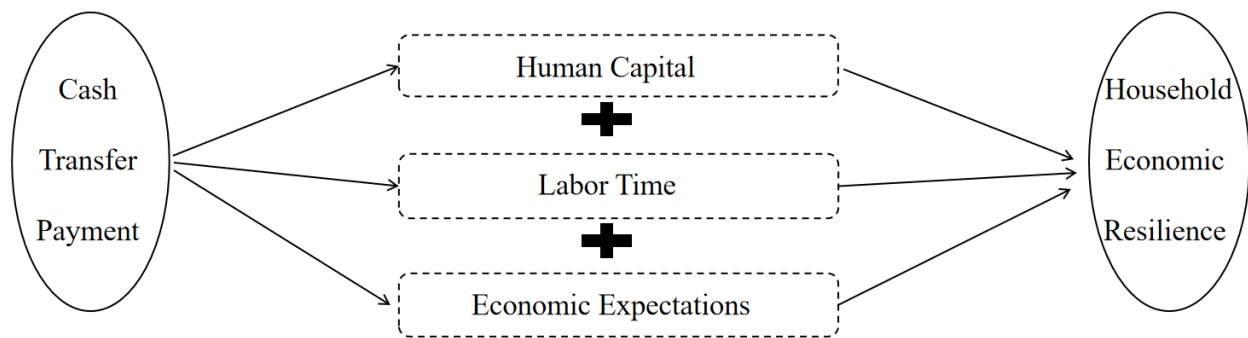 Cash
Transfer
Payment
Human Capital
Labor Time
Economic Expectations
Household
Economic
Resilience